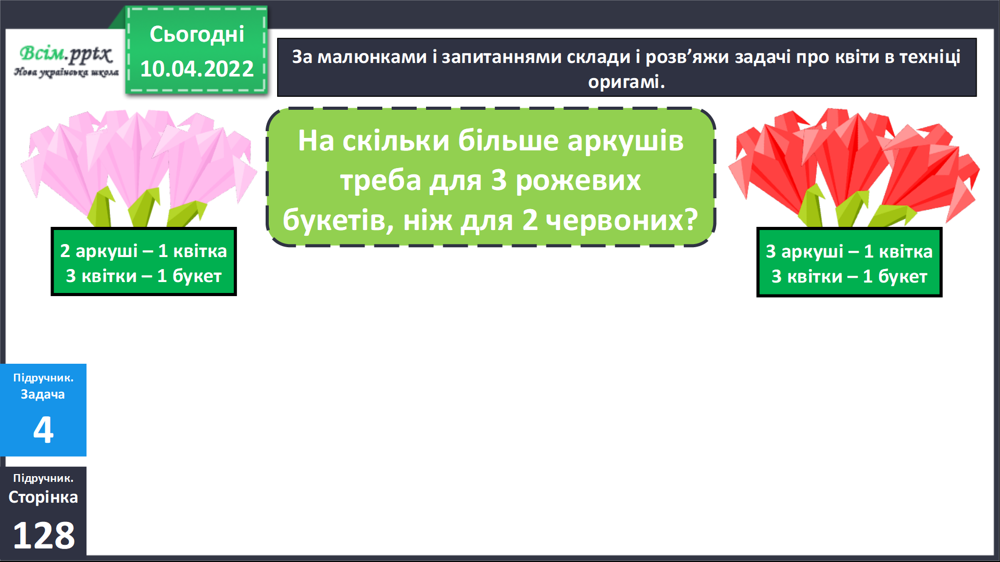 Всім.pptx
Нова українська школа
Сьогодні
10.04.2022
За малюнками і запитаннями склади і розв’яжи задачі про квіти в техніці
оригамі.
На скільки більше аркушів
треба для 3 рожевих
букетів, ніж для 2 червоних?
2 аркуші – 1 квітка
3 квітки – 1 букет
3 аркуші – 1 квітка
3 квітки – 1 букет
Підручник.
Задача
4
Підручник.
Сторінка
128